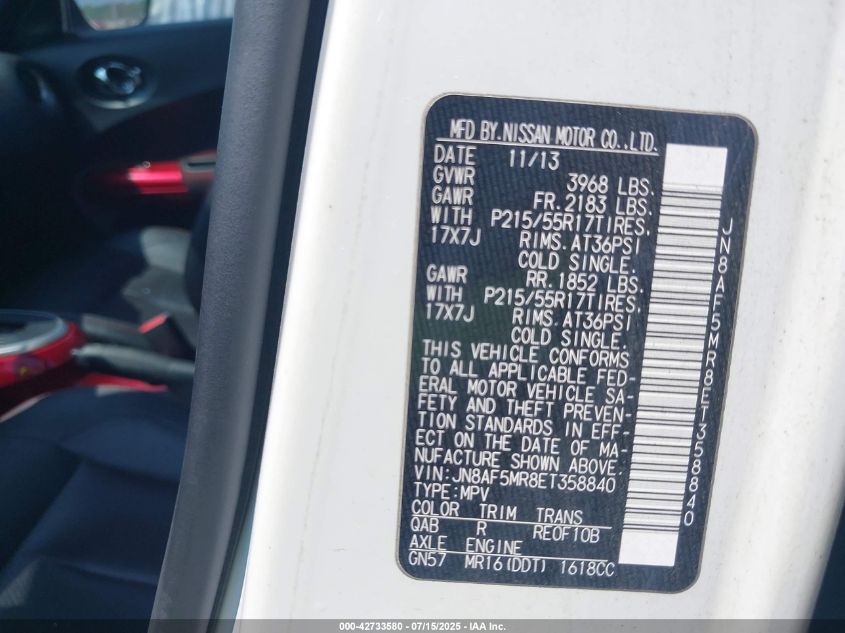 MFD BY.NISSAN MOTOR CO.,LTD.
DATE 11/13
GVWR 3968 LBS.
GAWR FR.2183 LBS.
WITH P215/55R17TIRES,
17X7J RIMS.AT36PSI
COLD SINGLE.
GAWR RR.1852 LBS.
WITH P215/55R17TIRES,
17X7J RIMS.AT36PSI
COLD SINGLE.
THIS VEHICLE CONFORMS
TO ALL APPLICABLE FED-
ERAL MOTOR VEHICLE SA-
FETY AND THEFT PREVEN-
TION STANDARDS IN EFF-
ECT ON THE DATE OF MA-
NUFACTURE SHOWN ABOVE.
VIN:JN8AF5MR8ET358840
TYPE:MPV
COLOR TRIM TRANS
QAB R RE0F10B
AXLE ENGINE
GN57 MR16(DDT) 1618CC
JN8AF5MR8ET358840
000-42733580 - 07/15/2025 - IAA Inc.